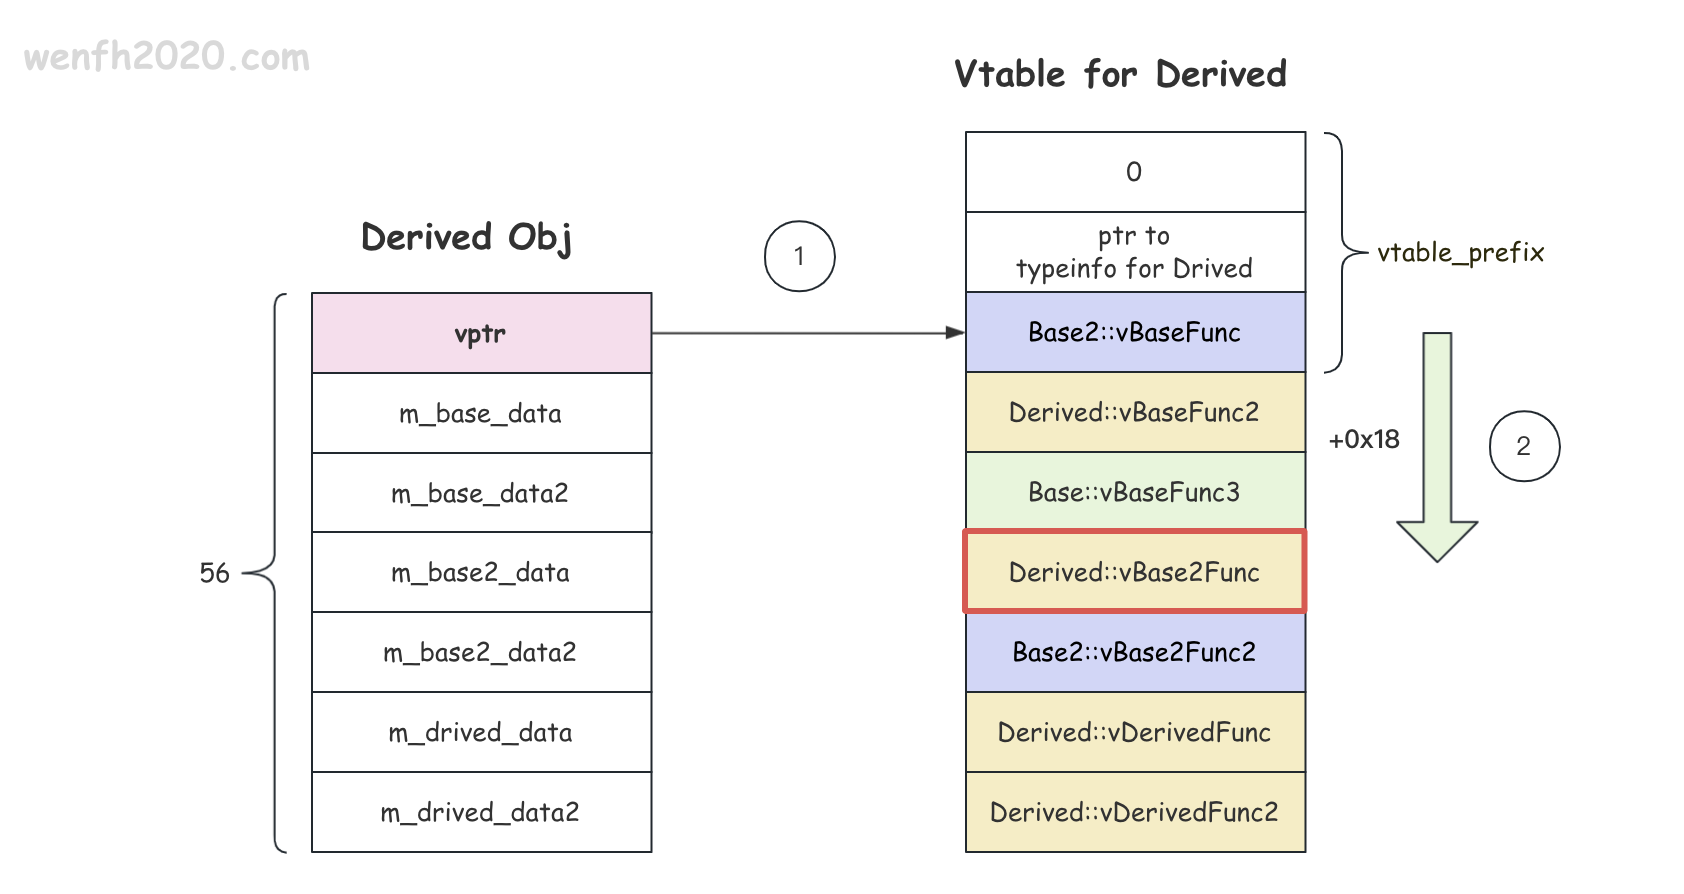 wenfh2020.com
Vtable for Derived
Derived Obj
1
0
ptr to
typeinfo for Drived
vtable_prefix
vptr
Base2::vBaseFunc
m_base_data
Derived::vBaseFunc2
+0x18
2
m_base_data2
Base::vBaseFunc3
56
m_base2_data
Derived::vBase2Func
m_base2_data2
Base2::vBase2Func2
m_drived_data
Derived::vDerivedFunc
m_drived_data2
Derived::vDerivedFunc2